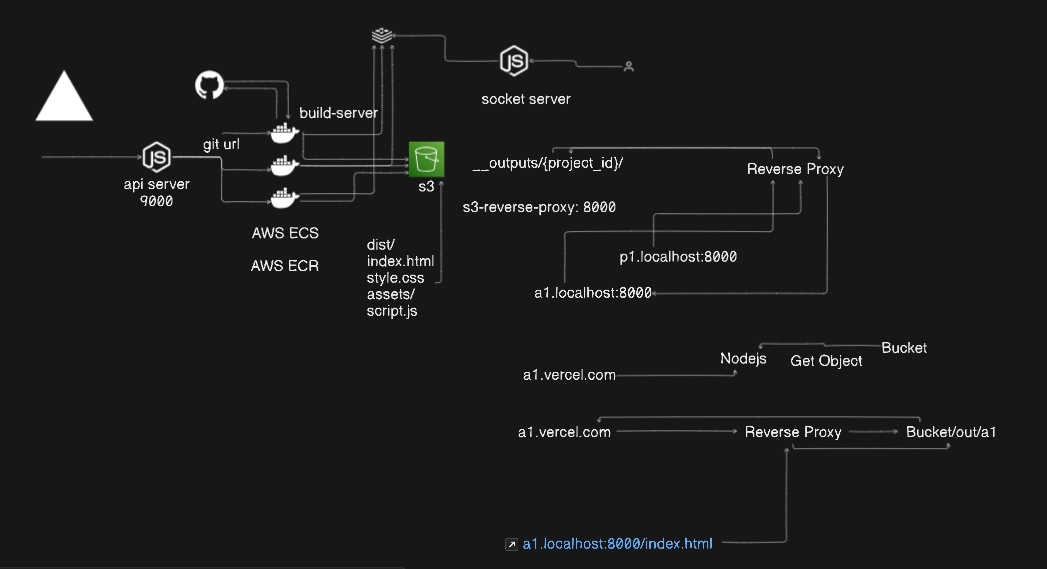 JS
socket server
build-server
git url
JS
api server
9000
s3
__outputs/{project_id}/
Reverse Proxy
s3-reverse-proxy: 8000
AWS ECS
AWS ECR
dist/
index.html
style.css
assets/
script.js
p1.localhost:8000
a1.localhost:8000
Nodejs
Get Object
Bucket
a1.vercel.com
a1.vercel.com
Reverse Proxy
Bucket/out/a1
a1.localhost:8000/index.html